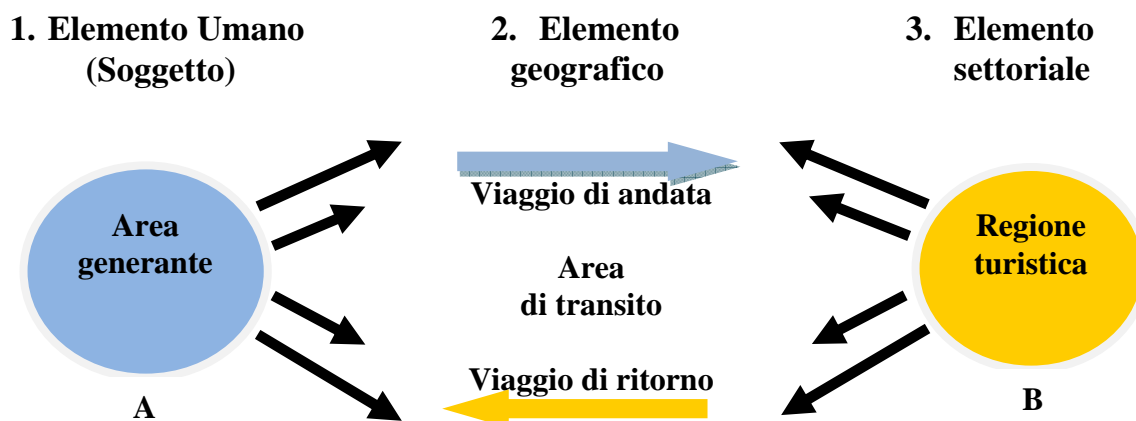 1. Elemento Umano
(Soggetto)
2. Elemento
geografico
3. Elemento
settoriale
Viaggio di andata
Area
generante
Regione
turistica
Area
di transito
Viaggio di ritorno
A
B